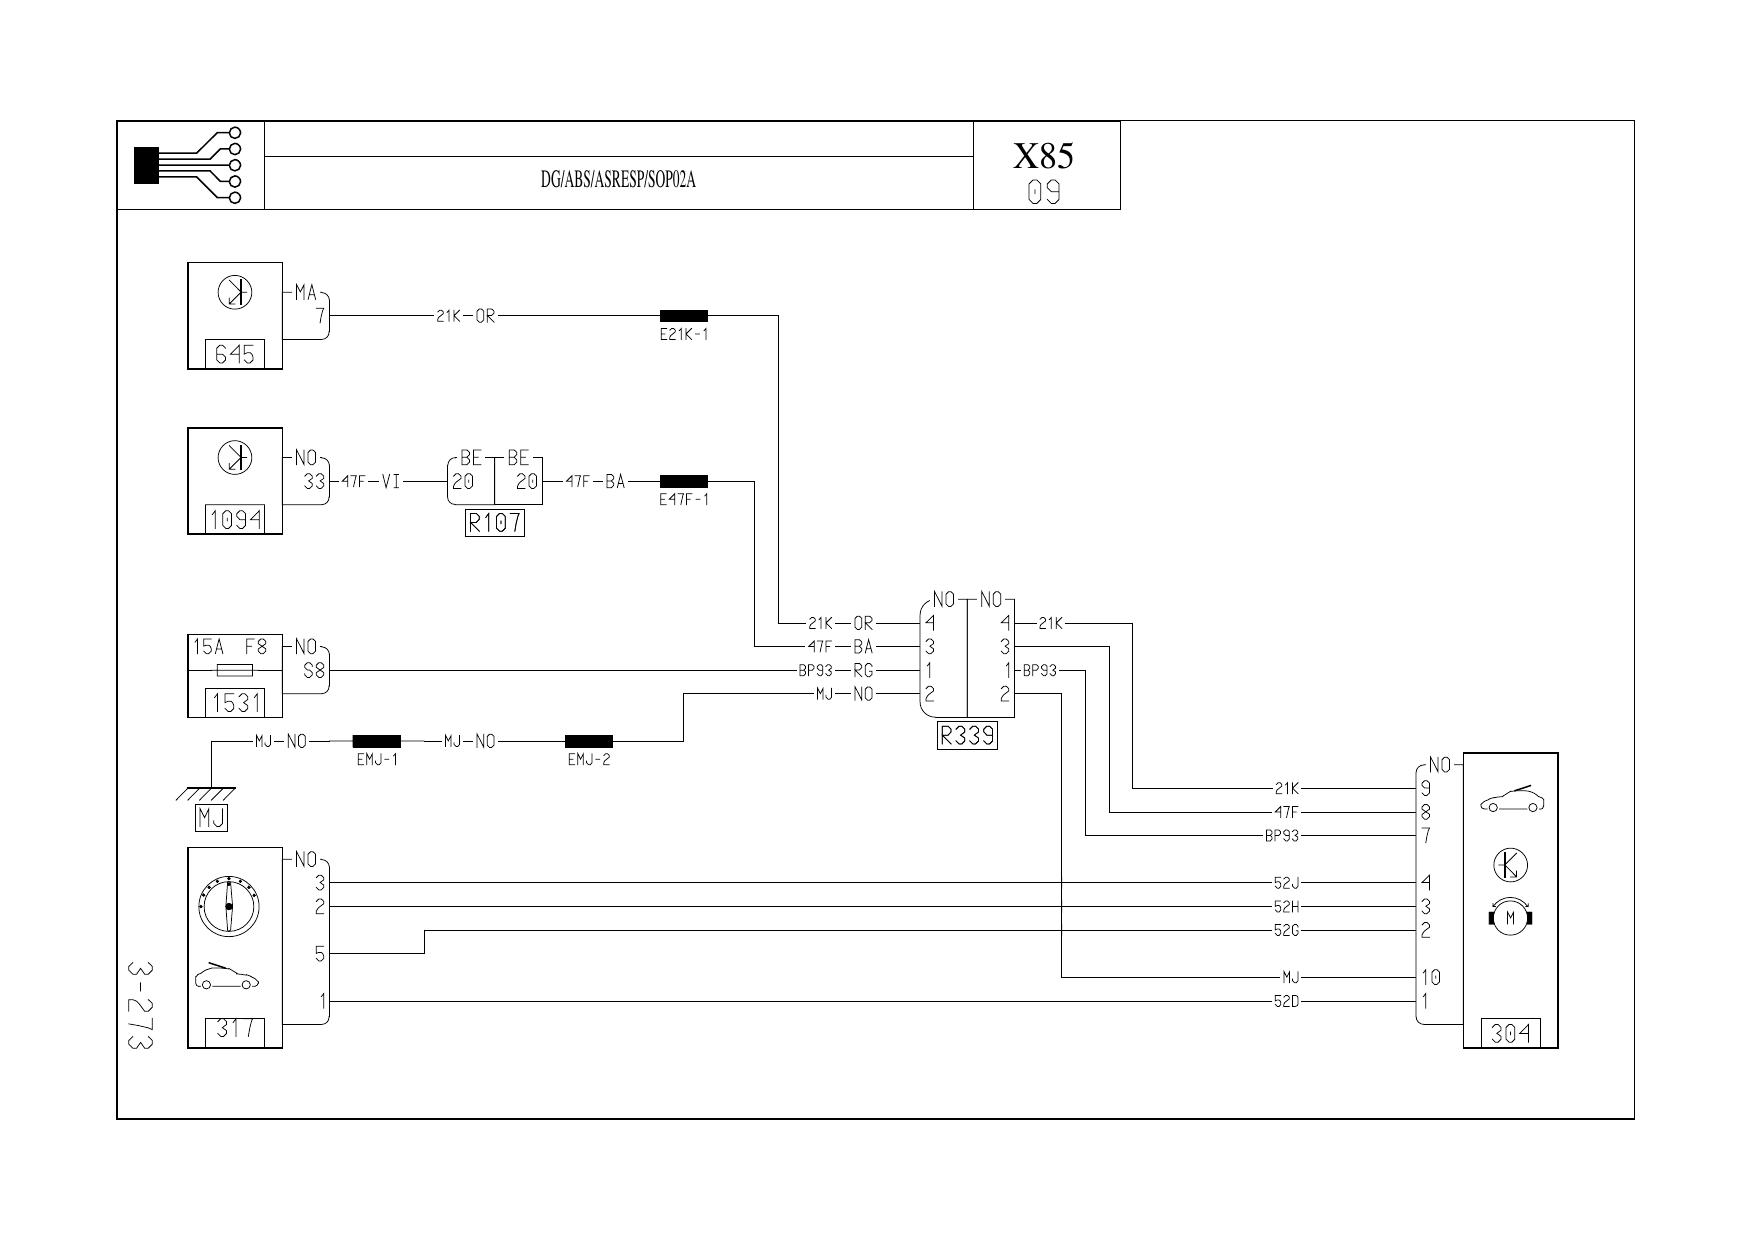 X85
DG/ABS/ASRESP/SOP02A
09
MA
7 21K-OR
E21K-1
645
NO BE BE
33 47F-VI 20 20 47F-BA
E47F-1
1094
R107
NO NO
21K-OR 4 4 21K
15A F8 NO
47F-BA 3 3
S8 BP93-RG 1 1 BP93
1531
MJ-NO 2 2
R339
MJ-NO MJ-NO
EMJ-1 EMJ-2
MJ
NO
21K 9
47F 8
BP93 7
NO
3 52J 4
2 52H 3
52G 2
5
MJ 10
1 52D 1
M
317
304
3-273